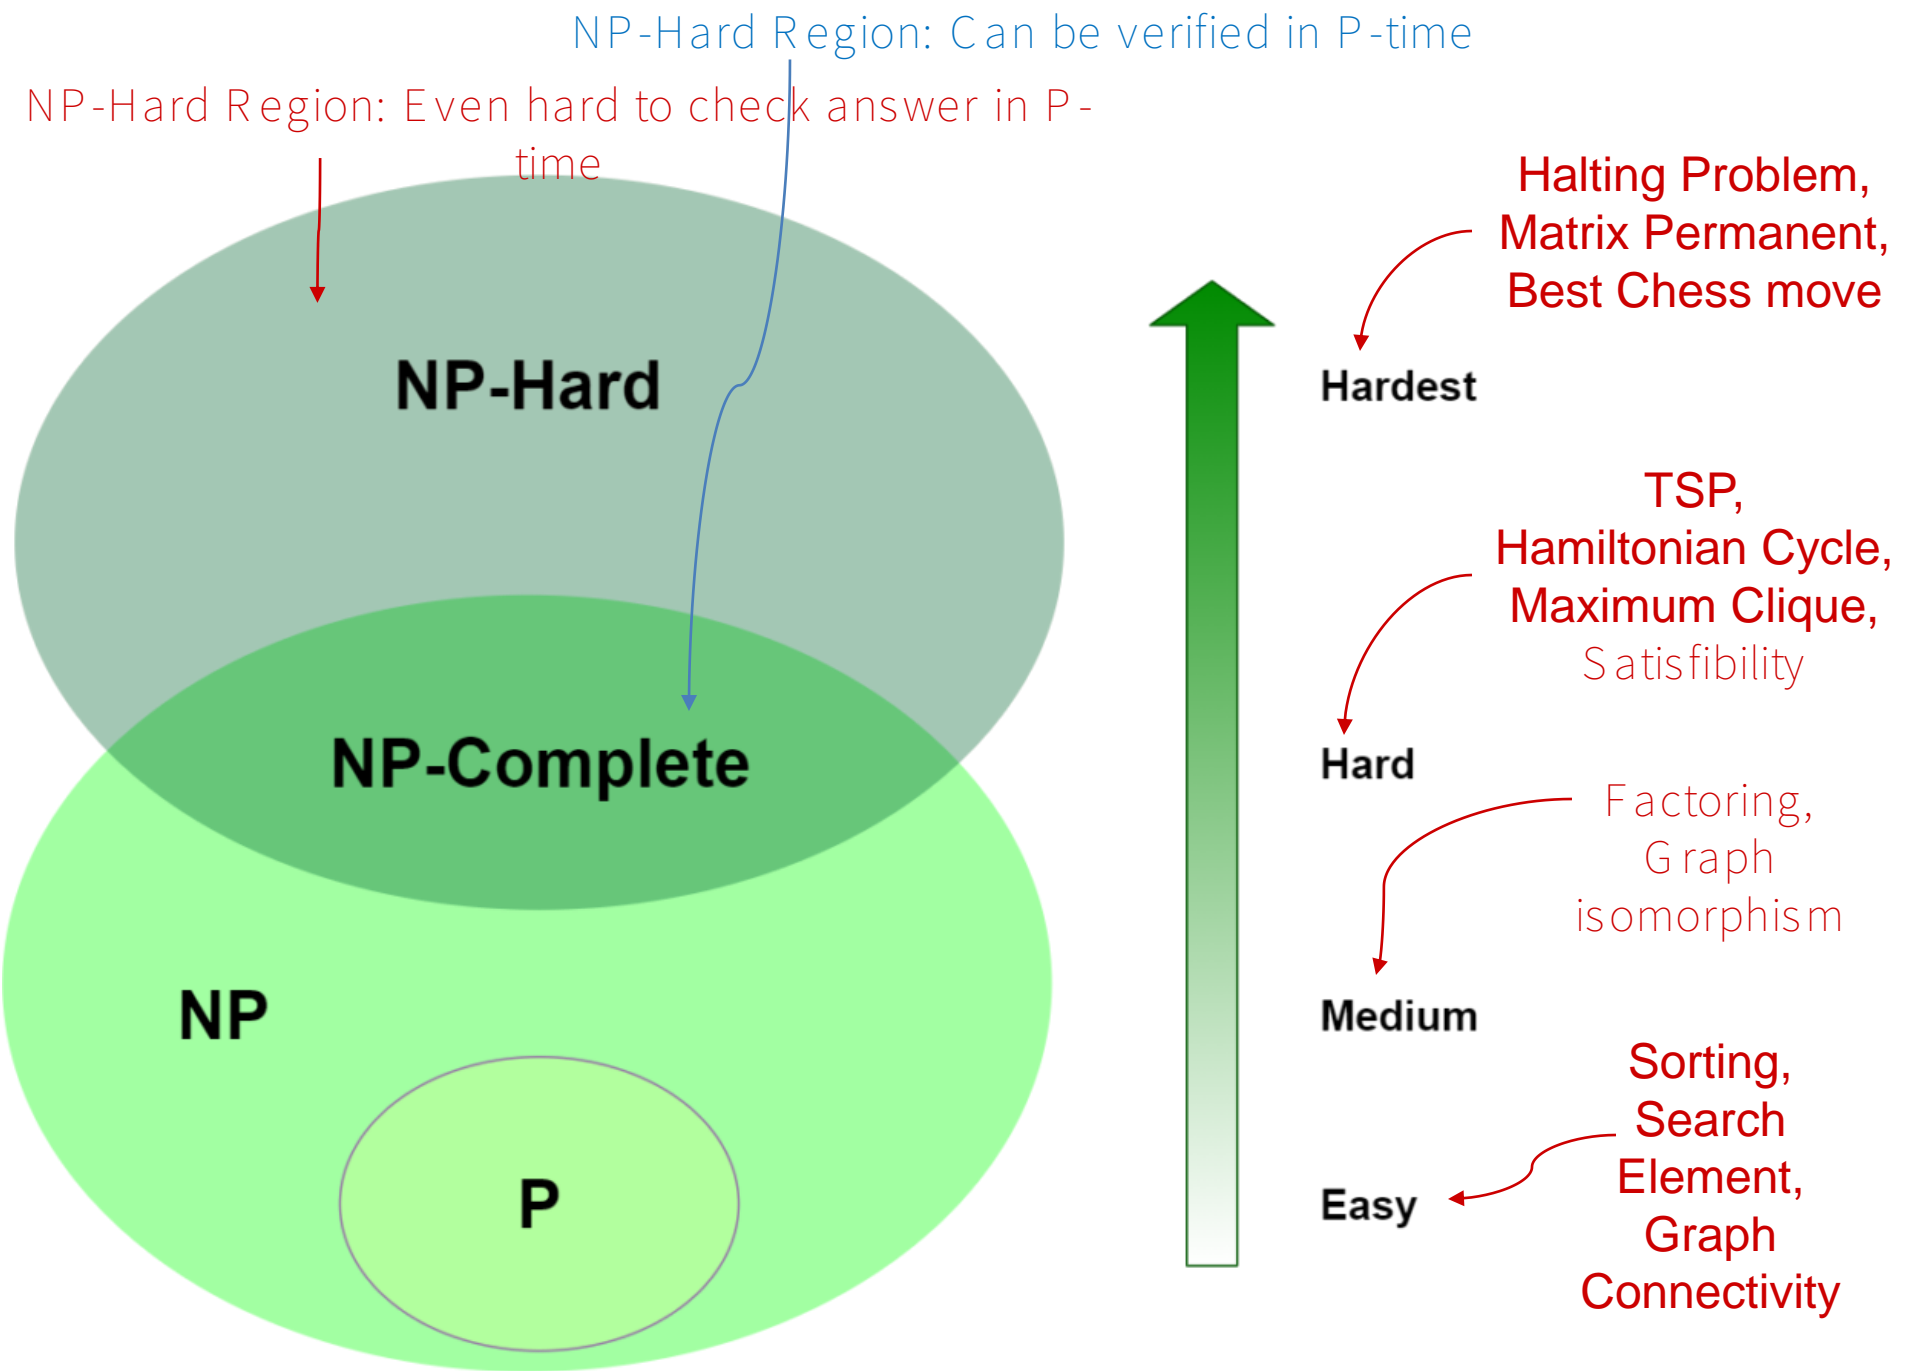 NP-Hard Region: Can be verified in P-time
NP-Hard Region: Even hard to check answer in P-
time
NP-Hard
NP-Complete
NP
P
Halting Problem,
Matrix Permanent,
Best Chess move
Hardest
TSP,
Hamiltonian Cycle,
Maximum Clique,
Satisfibility
Hard
Factoring,
Graph
isomorphism
Medium
Sorting,
Search
Element,
Graph
Connectivity
Easy